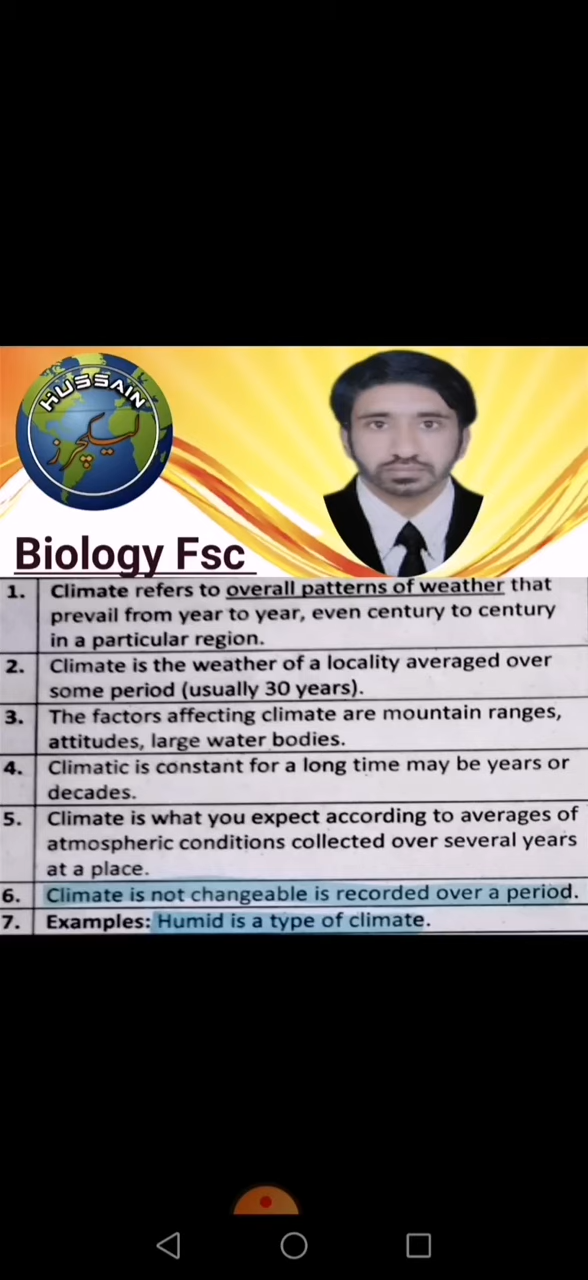 HUSSAIN
لیکچرز
Biology Fsc
1. Climate refers to overall patterns of weather that
prevail from year to year, even century to century
in a particular region.
2. Climate is the weather of a locality averaged over
some period (usually 30 years).
3. The factors affecting climate are mountain ranges,
attitudes, large water bodies.
4. Climatic is constant for a long time may be years or
decades.
5. Climate is what you expect according to averages of
atmospheric conditions collected over several years
at a place.
6. Climate is not changeable is recorded over a period.
7. Examples: Humid is a type of climate.